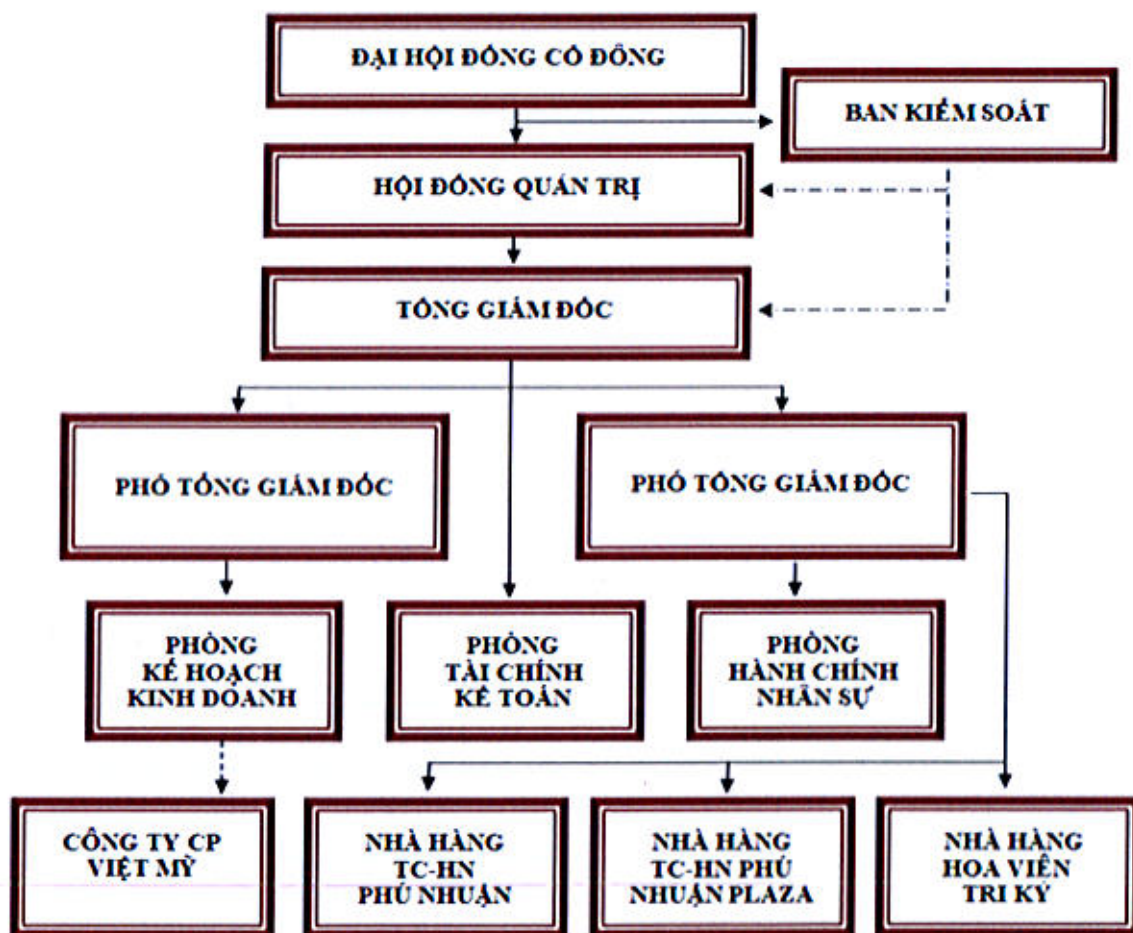 ĐẠI HỘI ĐỒNG CỔ ĐÔNG
BAN KIỂM SOÁT
HỘI ĐỒNG QUẢN TRỊ
TỔNG GIÁM ĐỐC
PHÓ TỔNG GIÁM ĐỐC
PHÓ TỔNG GIÁM ĐỐC
PHÒNG
KẾ HOẠCH
KINH DOANH
PHÒNG
TÀI CHÍNH
KẾ TOÁN
PHÒNG
HÀNH CHÍNH
NHÂN SỰ
CÔNG TY CP
VIỆT MỸ
NHÀ HÀNG
TC-HN
PHÚ NHUẬN
NHÀ HÀNG
TC-HN PHÚ
NHUẬN PLAZA
NHÀ HÀNG
HOA VIÊN
TRI KỶ